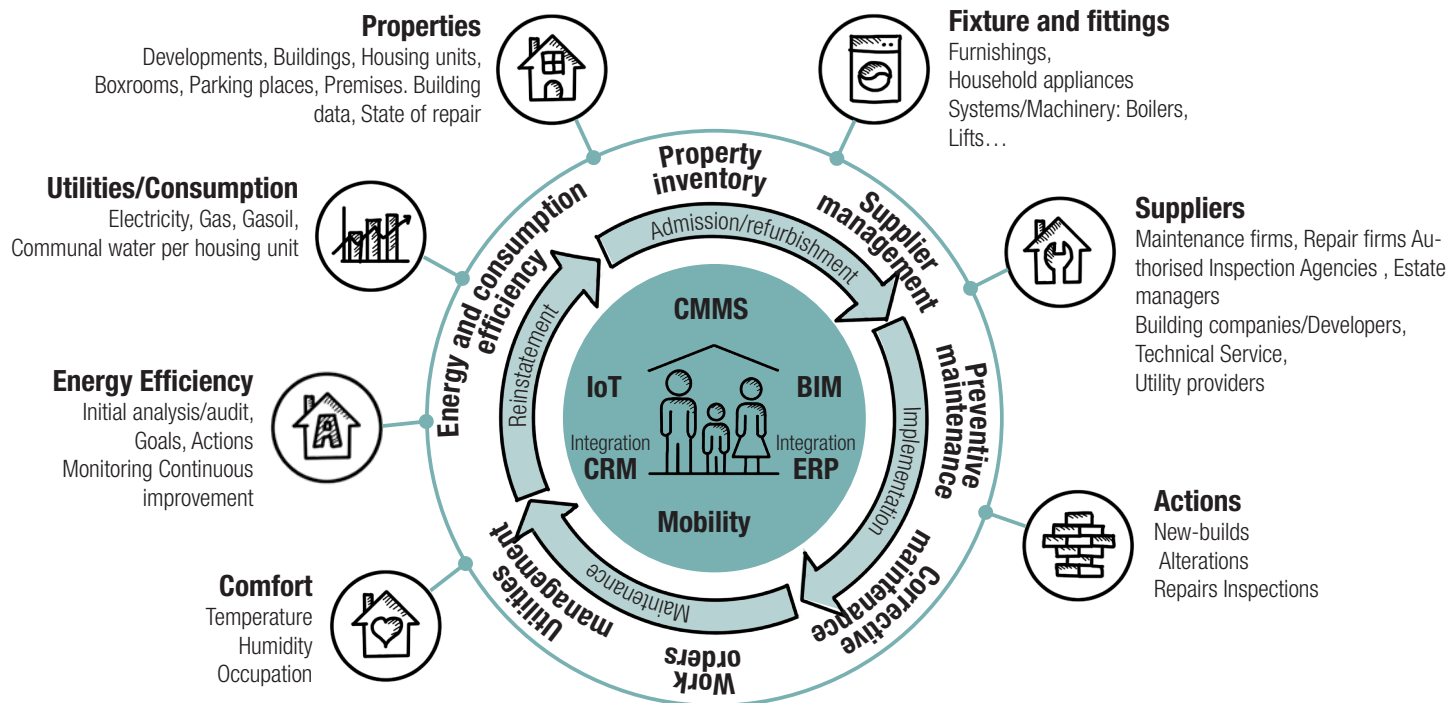 Properties
Developments, Buildings, Housing units,
Boxrooms, Parking places, Premises. Building
data, State of repair
Fixture and fittings
Furnishings,
Household appliances
Systems/Machinery: Boilers,
Lifts…
Utilities/Consumption
Electricity, Gas, Gasoil,
Communal water per housing unit
Suppliers
Maintenance firms, Repair firms Au-
thorised Inspection Agencies , Estate
managers
Building companies/Developers,
Technical Service,
Utility providers
Energy Efficiency
Initial analysis/audit,
Goals, Actions
Monitoring Continuous
improvement
Actions
New-builds
Alterations
Repairs Inspections
Comfort
Temperature
Humidity
Occupation
Property
inventory
Supplier
management
Preventive
maintenance
Corrective
maintenance
Work
orders
Utilities
management
Energy and consumption
efficiency
Admission/refurbishment
Implementation
Maintenance
Reinstatement
CMMS
IoT
BIM
Integration
CRM
Integration
ERP
Mobility